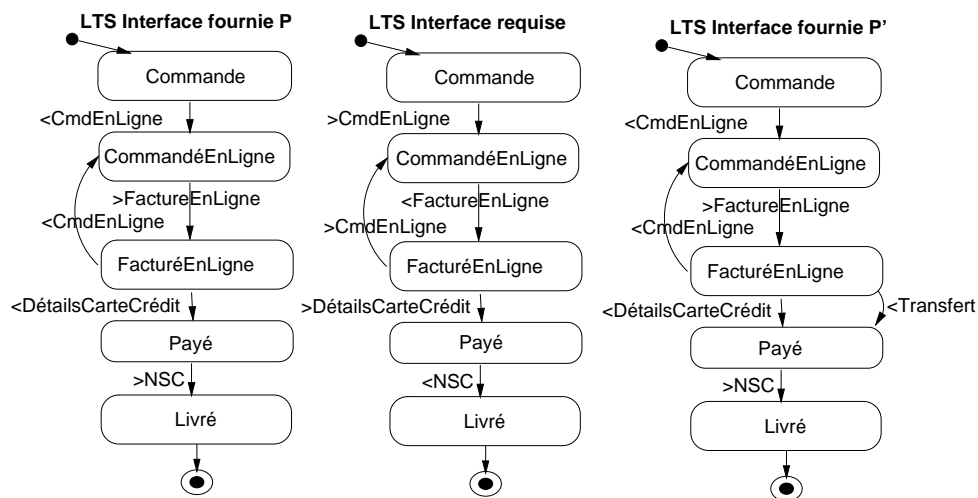 LTS Interface fournie P
Commande
<CmdEnLigne
CommandéEnLigne
>FactureEnLigne
<CmdEnLigne
FacturéEnLigne
<DétailsCarteCrédit
Payé
>NSC
Livré
LTS Interface requise
Commande
>CmdEnLigne
CommandéEnLigne
<FactureEnLigne
>CmdEnLigne
FacturéEnLigne
>DétailsCarteCrédit
Payé
<NSC
Livré
LTS Interface fournie P’
Commande
<CmdEnLigne
CommandéEnLigne
>FactureEnLigne
<CmdEnLigne
FacturéEnLigne
<DétailsCarteCrédit
<Transfert
Payé
>NSC
Livré